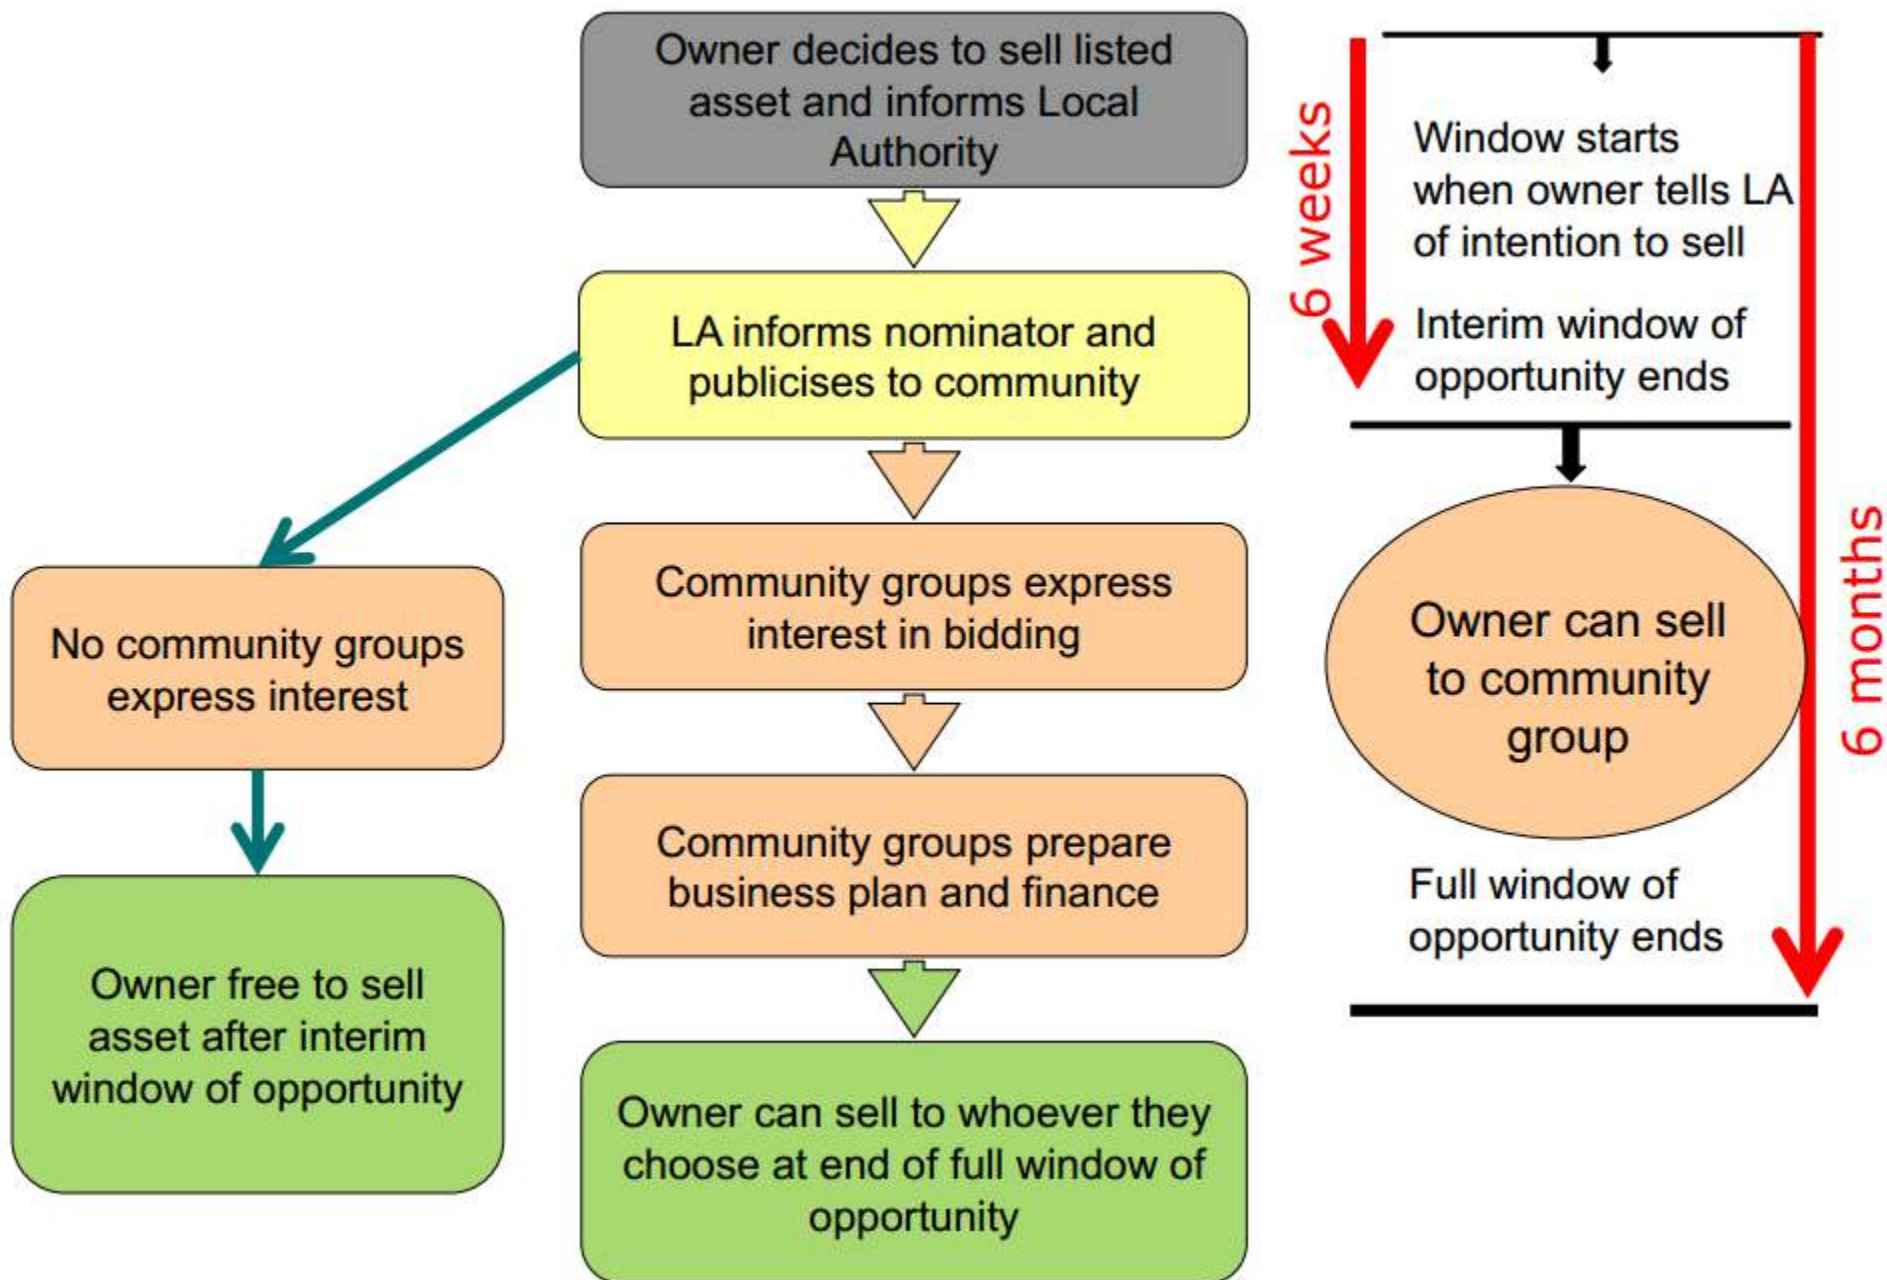 Owner decides to sell listed
asset and informs Local
Authority
LA informs nominator and
publicises to community
Community groups express
interest in bidding
Community groups prepare
business plan and finance
Owner can sell to whoever they
choose at end of full window of
opportunity
No community groups
express interest
Owner free to sell
asset after interim
window of opportunity
6 weeks
Window starts
when owner tells LA
of intention to sell
Interim window of
opportunity ends
Owner can sell
to community
group
Full window of
opportunity ends
6 months